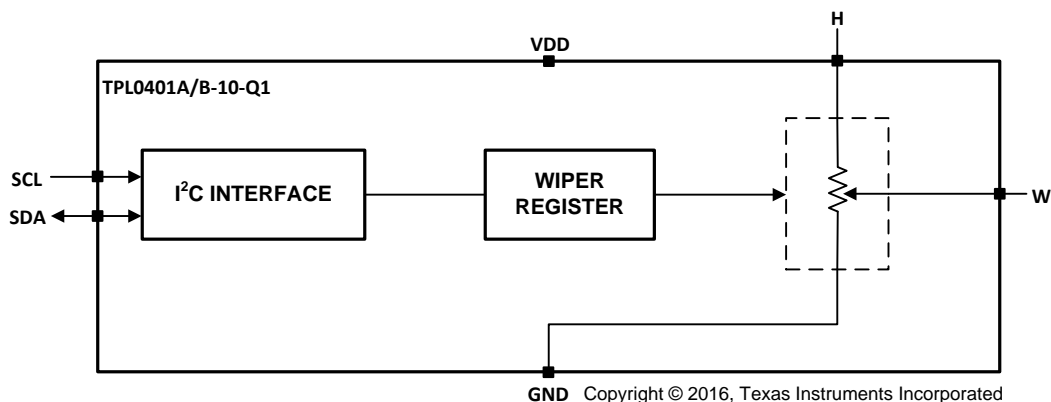 H
VDD
TPL0401A/B-10-Q1
SCL
SDA
I²C INTERFACE
WIPER
REGISTER
W
GND
Copyright © 2016, Texas Instruments Incorporated